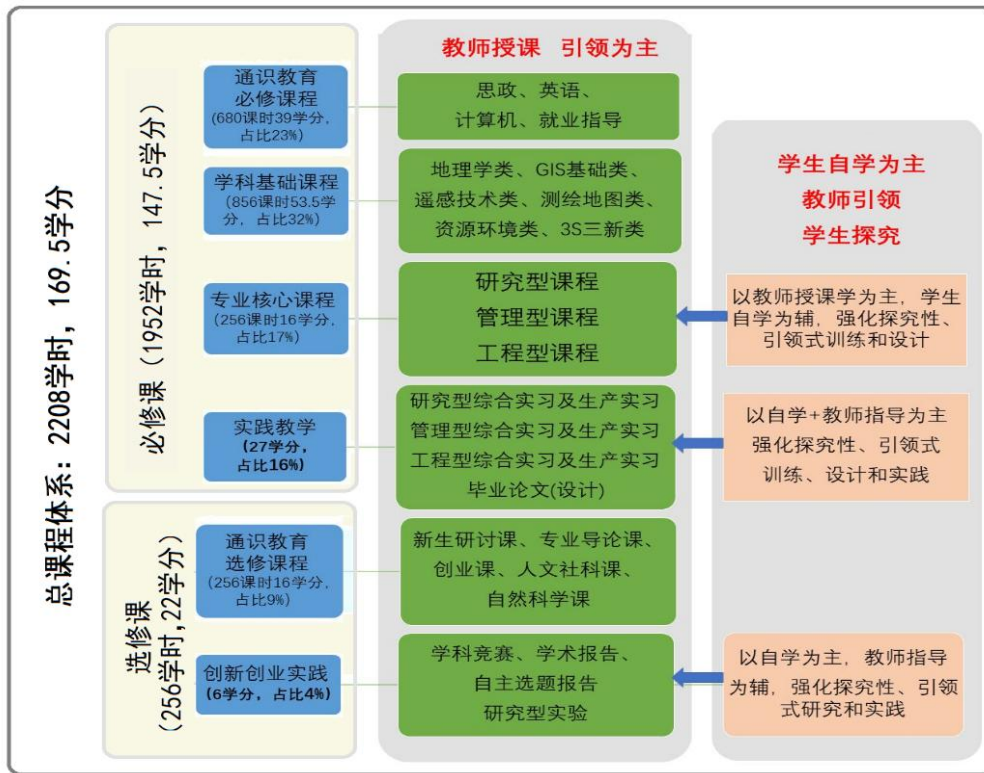 总课程体系：2208学时，169.5学分
必修课（1952学时，147.5学分）
通识教育
必修课程
(680课时39学分，
占比23%)
学科基础课程
(856课时53.5学
分，占比32%)
专业核心课程
(256课时16学分，
占比17%)
实践教学
(27学分，
占比16%)
选修课
(256学时,22学分)
通识教育
选修课程
(256课时16学分，
占比9%)
创新创业实践
(6学分，占比4%)
教师授课 引领为主
思政、英语、
计算机、就业指导
地理学类、GIS基础类、
遥感技术类、测绘地图类、
资源环境类、3S三新类
研究型课程
管理型课程
工程型课程
研究型综合实习及生产实习
管理型综合实习及生产实习
工程型综合实习及生产实习
毕业论文(设计)
新生研讨课、专业导论课、
创业课、人文社科课、
自然科学课
学科竞赛、学术报告、
自主选题报告
研究型实验
学生自学为主
教师引领
学生探究
以教师授课学为主，学生
自学为辅，强化探究性、
引领式训练和设计
以自学+教师指导为主
强化探究性、引领式
训练、设计和实践
以自学为主，教师指导
为辅，强化探究性、引领
式研究和实践